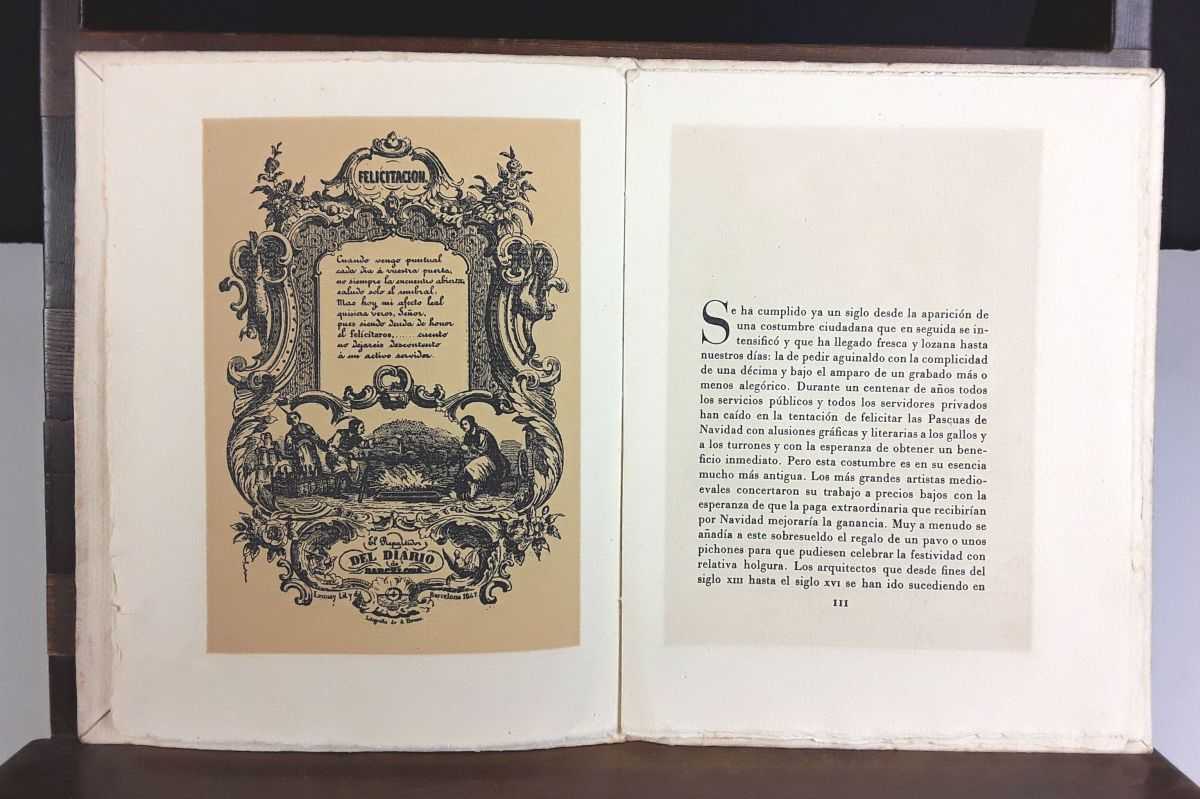 FELICITACION.
Cuando vengo puntual
cada dia á vuestra puerta,
no siempre la encuentro abierta,
saludo solo el umbral.
Mas hoy mi afecto leal
quisiera veros, Señor,
pues siendo deuda de honor
el felicitaros,..... cuento
no dejareis descontento
á un activo servidor.
El Repartidor
DEL DIARIO
de
BARCELONA
Barcelona 1847
Se ha cumplido ya un siglo desde la aparición de
una costumbre ciudadana que en seguida se in-
tensificó y que ha llegado fresca y lozana hasta
nuestros días: la de pedir aguinaldo con la complicidad
de una décima y bajo el amparo de un grabado más o
menos alegórico. Durante un centenar de años todos
los servicios públicos y todos los servidores privados
han caído en la tentación de felicitar las Pascuas de
Navidad con alusiones gráficas y literarias a los gallos y
a los turrones y con la esperanza de obtener un bene-
ficio inmediato. Pero esta costumbre es en su esencia
mucho más antigua. Los más grandes artistas medio-
evales concertaron su trabajo a precios bajos con la
esperanza de que la paga extraordinaria que recibirían
por Navidad mejoraría la ganancia. Muy a menudo se
añadía a este sobresueldo el regalo de un pavo o unos
pichones para que pudiesen celebrar la festividad con
relativa holgura. Los arquitectos que desde fines del
siglo XIII hasta el siglo XVI se han ido sucediendo en
III